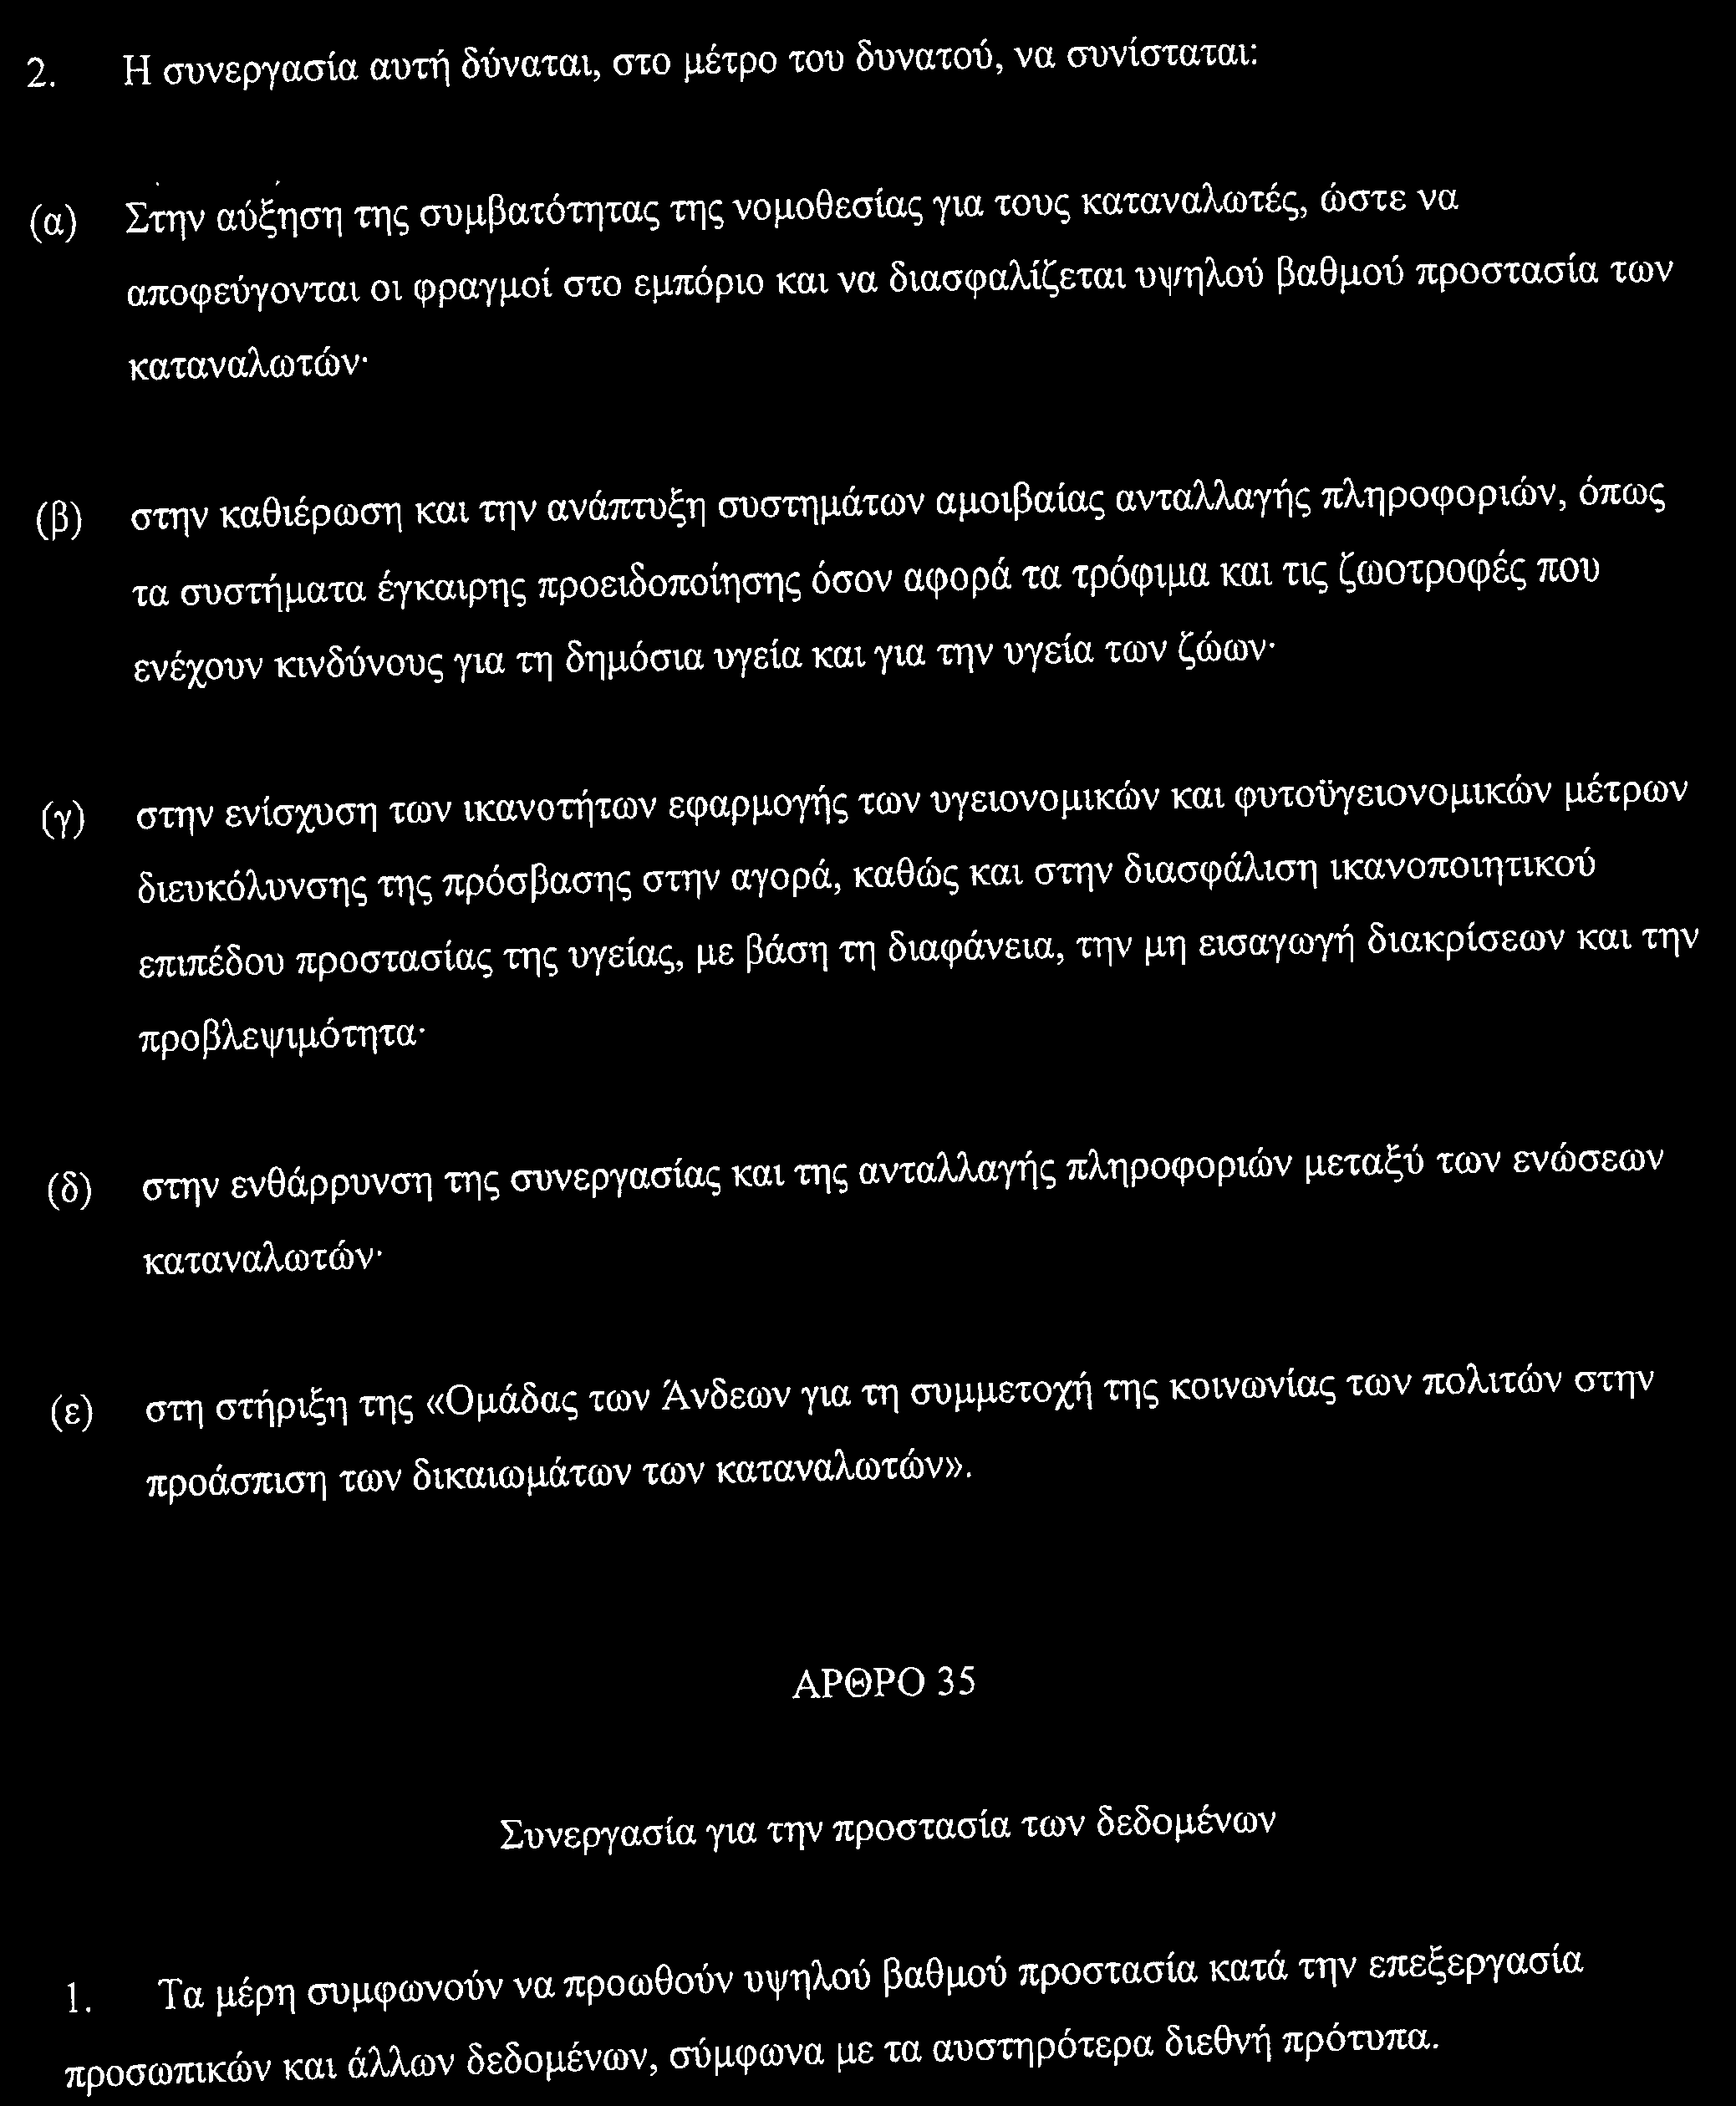 2. Η συνεργασία αυτή δύναται, στο μέτρο του δυνατού, να συνίσταται:
(α) Στην αύξηση της συμβατότητας της νομοθεσίας για τους καταναλωτές, ώστε να
αποφεύγονται οι φραγμοί στο εμπόριο και να διασφαλίζεται υψηλού βαθμού προστασία των
καταναλωτών·
(β) στην καθιέρωση και την ανάπτυξη συστημάτων αμοιβαίας ανταλλαγής πληροφοριών, όπως
τα συστήματα έγκαιρης προειδοποίησης όσον αφορά τα τρόφιμα και τις ζωοτροφές που
ενέχουν κινδύνους για τη δημόσια υγεία και για την υγεία των ζώων·
(γ) στην ενίσχυση των ικανοτήτων εφαρμογής των υγειονομικών και φυτοϋγειονομικών μέτρων
διευκόλυνσης της πρόσβασης στην αγορά, καθώς και στην διασφάλιση ικανοποιητικού
επιπέδου προστασίας της υγείας, με βάση τη διαφάνεια, την μη εισαγωγή διακρίσεων και την
προβλεψιμότητα·
(δ) στην ενθάρρυνση της συνεργασίας και της ανταλλαγής πληροφοριών μεταξύ των ενώσεων
καταναλωτών·
(ε) στη στήριξη της «Ομάδας των Άνδεων για τη συμμετοχή της κοινωνίας των πολιτών στην
προάσπιση των δικαιωμάτων των καταναλωτών».
ΑΡΘΡΟ 35
Συνεργασία για την προστασία των δεδομένων
1. Τα μέρη συμφωνούν να προωθούν υψηλού βαθμού προστασία κατά την επεξεργασία
προσωπικών και άλλων δεδομένων, σύμφωνα με τα αυστηρότερα διεθνή πρότυπα.